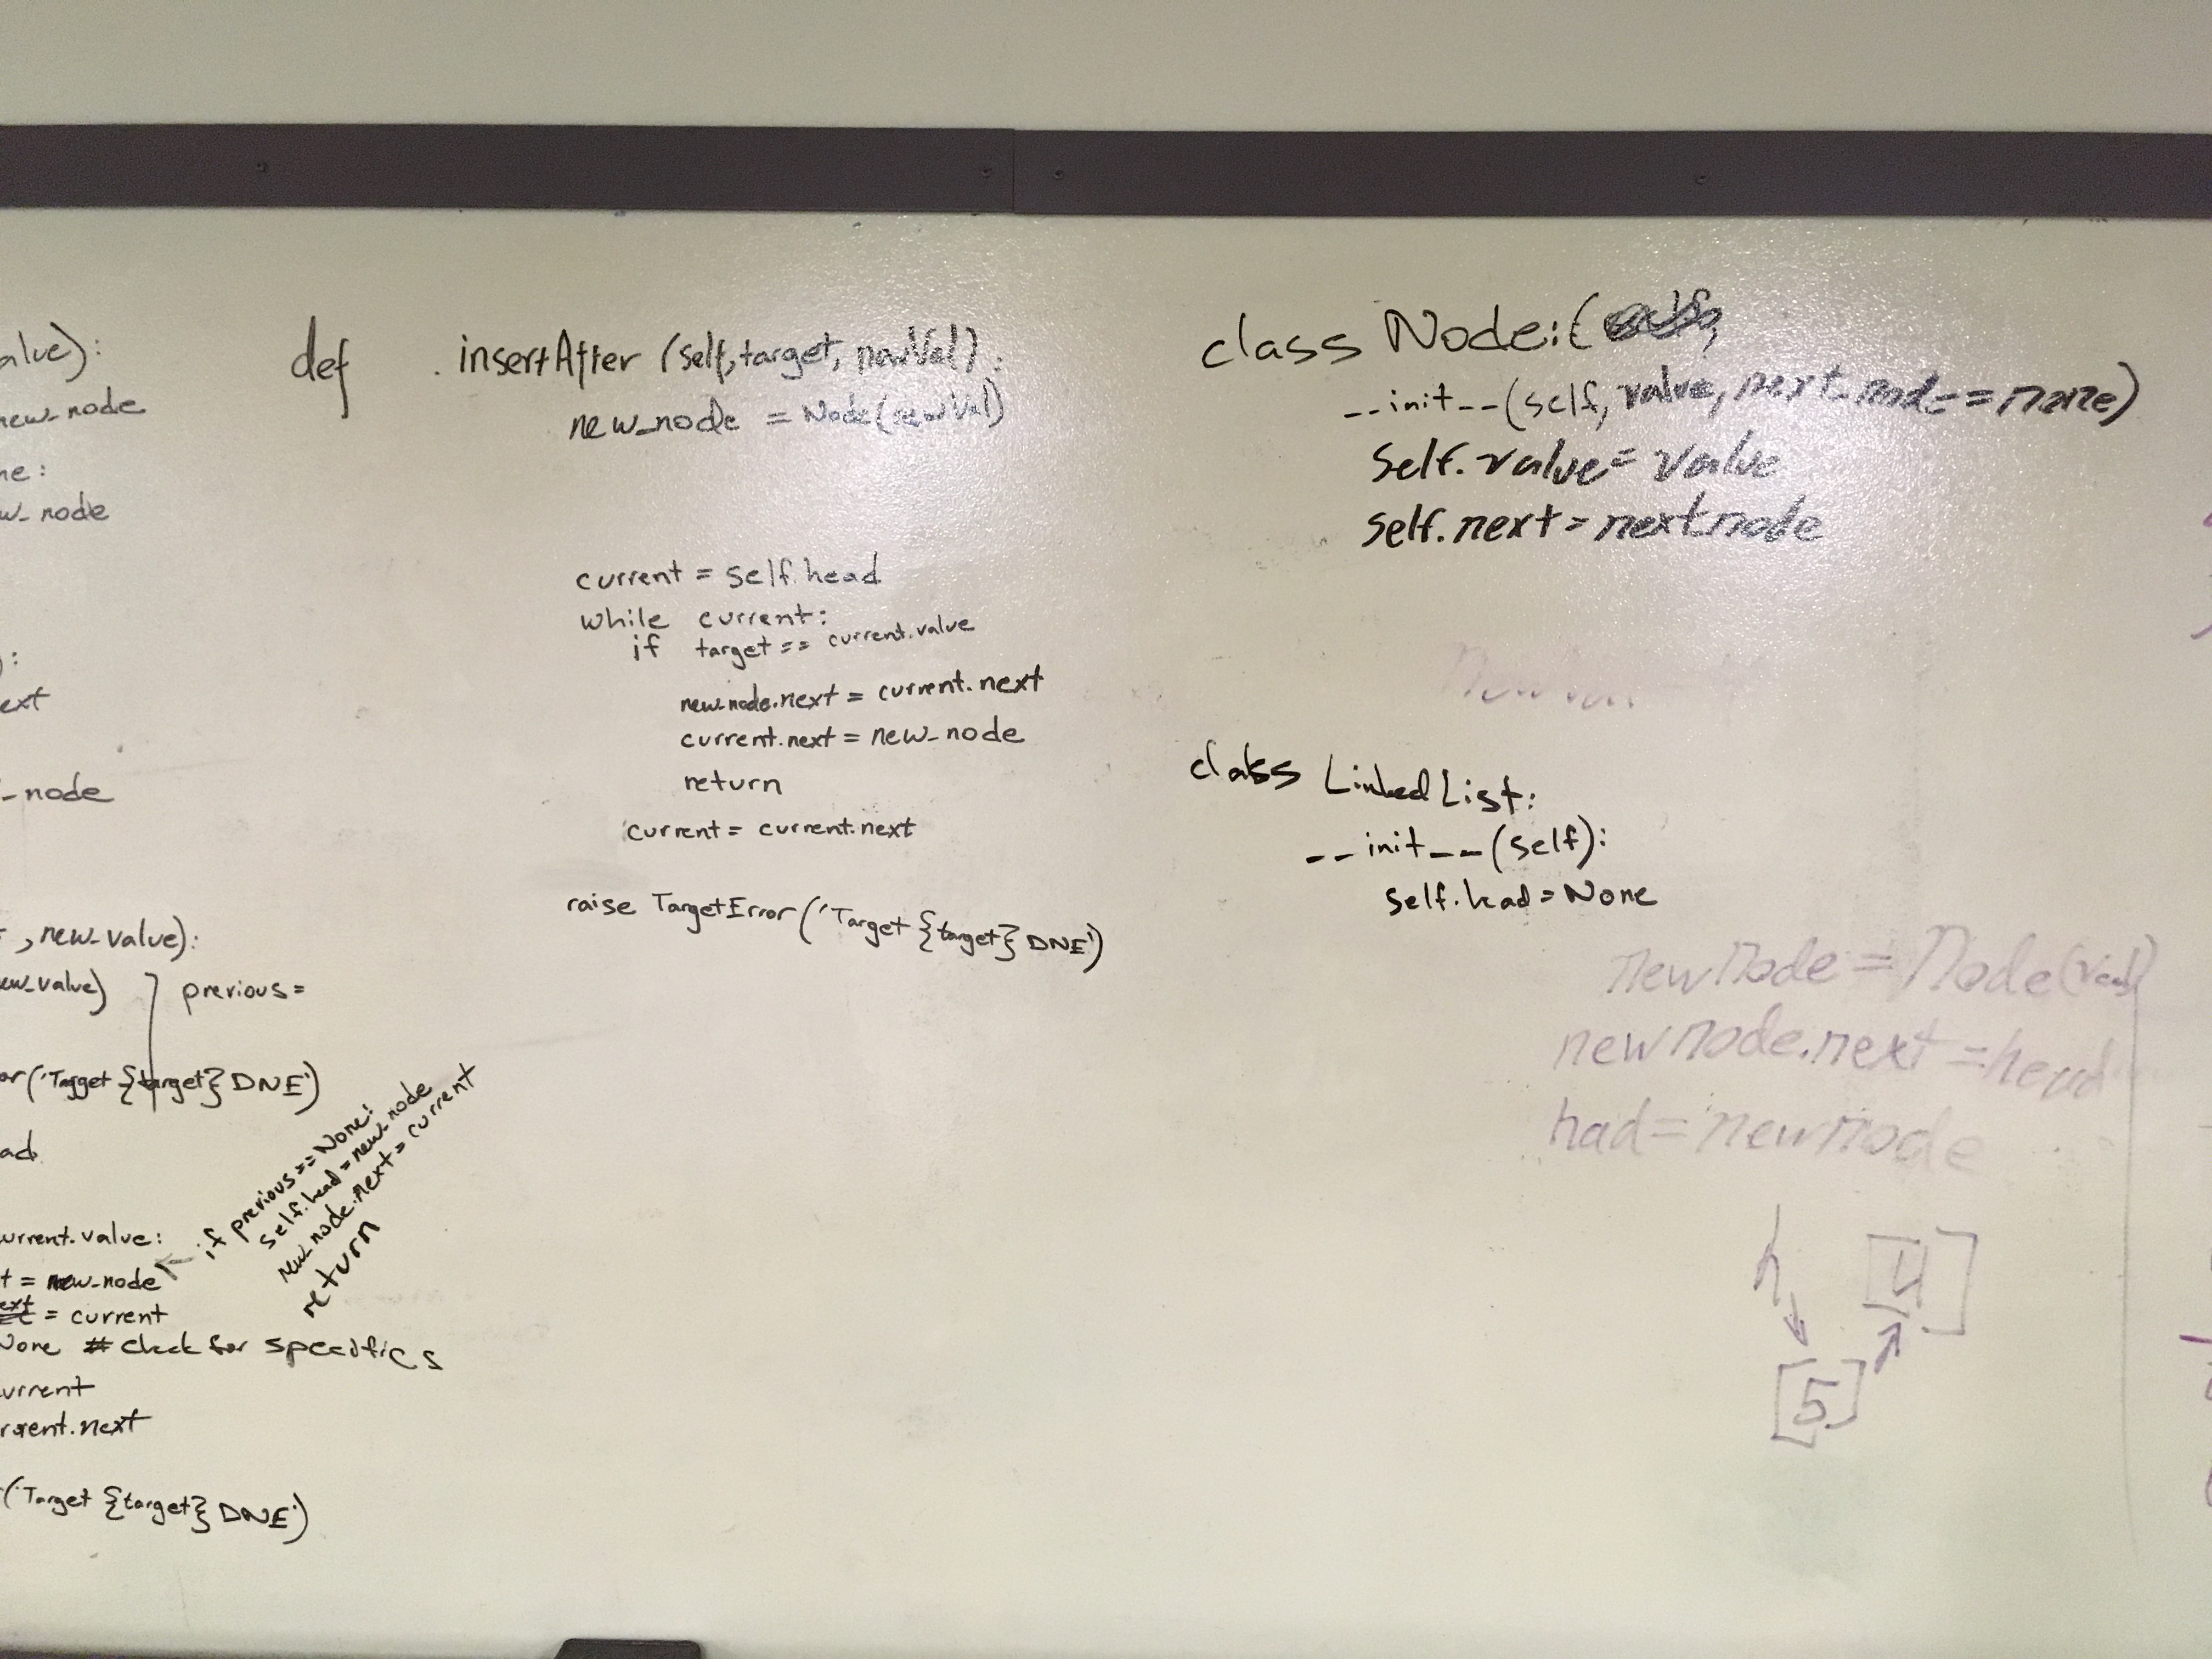 alue):
new_node
ne:
w_node
):
ext
_node
, new_value):
ew_value) previous =
or('Tagget {target} DNE')
ad
if previous == None:
self.head = new_node
new_node.next = current
return
urrent.value:
t = new_node
ext = current
None # check for specifics
urrent
rrent.next
('Target {target} DNE')
def insertAfter (self, target, newVal):
new_node = Node(newVal)
current = self.head
while current:
if target == current.value
new_node.next = current.next
current.next = new_node
return
current = current.next
raise TargetError('Target {target} DNE')
class Node:(
__init__(self, value, next_node==none)
self.value = value
self.next = nextnode
class LinkedList:
__init__(self):
self.head = None
newnode = Node(val)
newnode.next = head
had = newnode
h
4
5